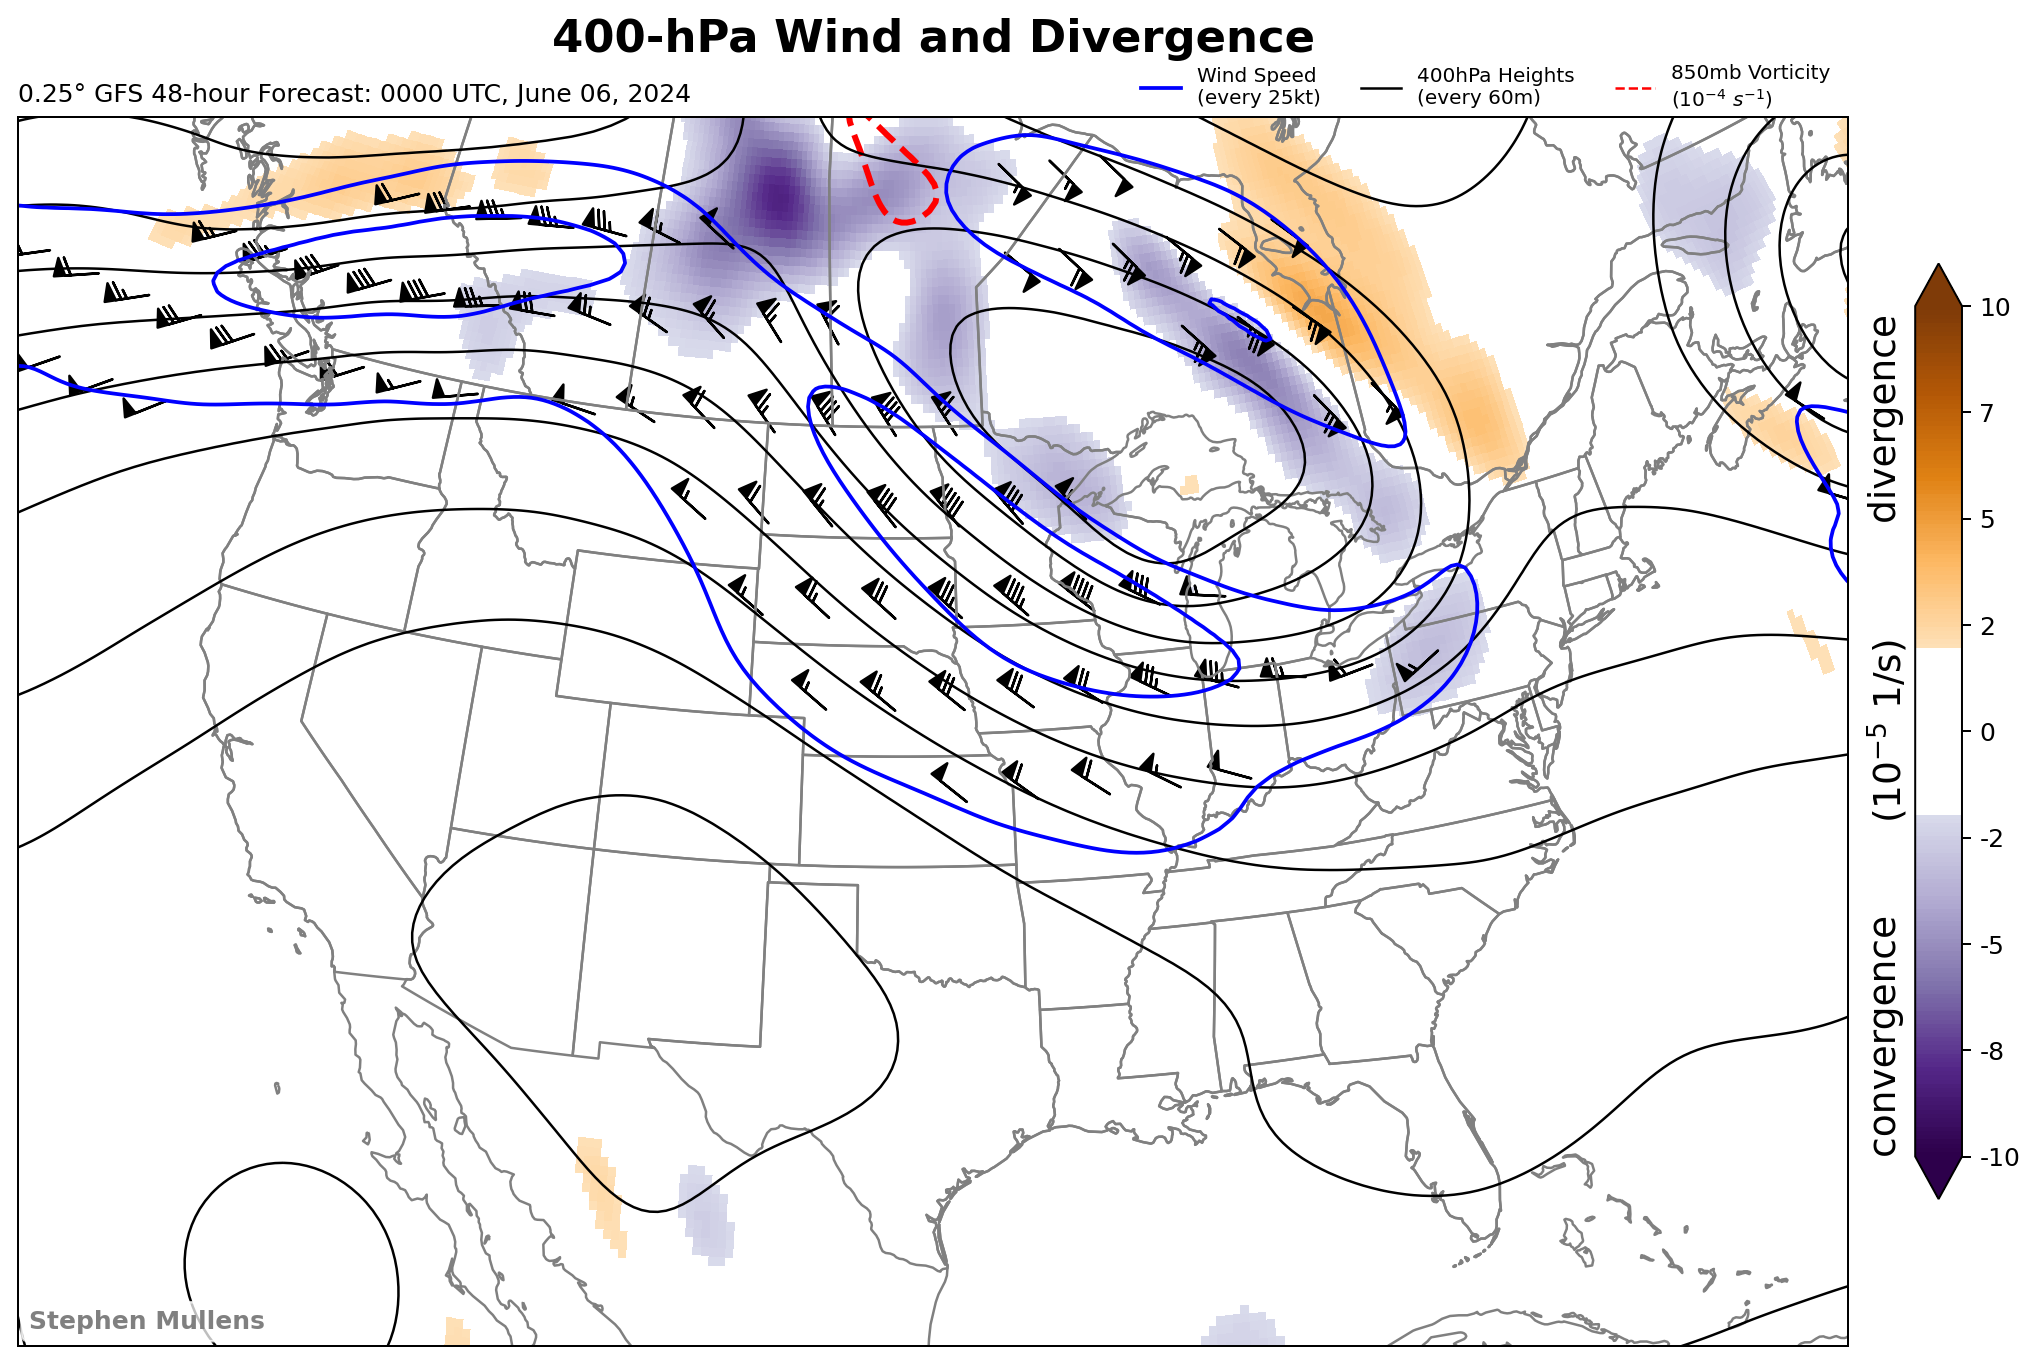 400-hPa Wind and Divergence
0.25° GFS 48-hour Forecast: 0000 UTC, June 06, 2024
Wind Speed
(every 25kt)
400hPa Heights
(every 60m)
850mb Vorticity
(10⁻⁴ s⁻¹)
10
7
5
2
0
-2
-5
-8
-10
convergence (10⁻⁵ 1/s) divergence
Stephen Mullens